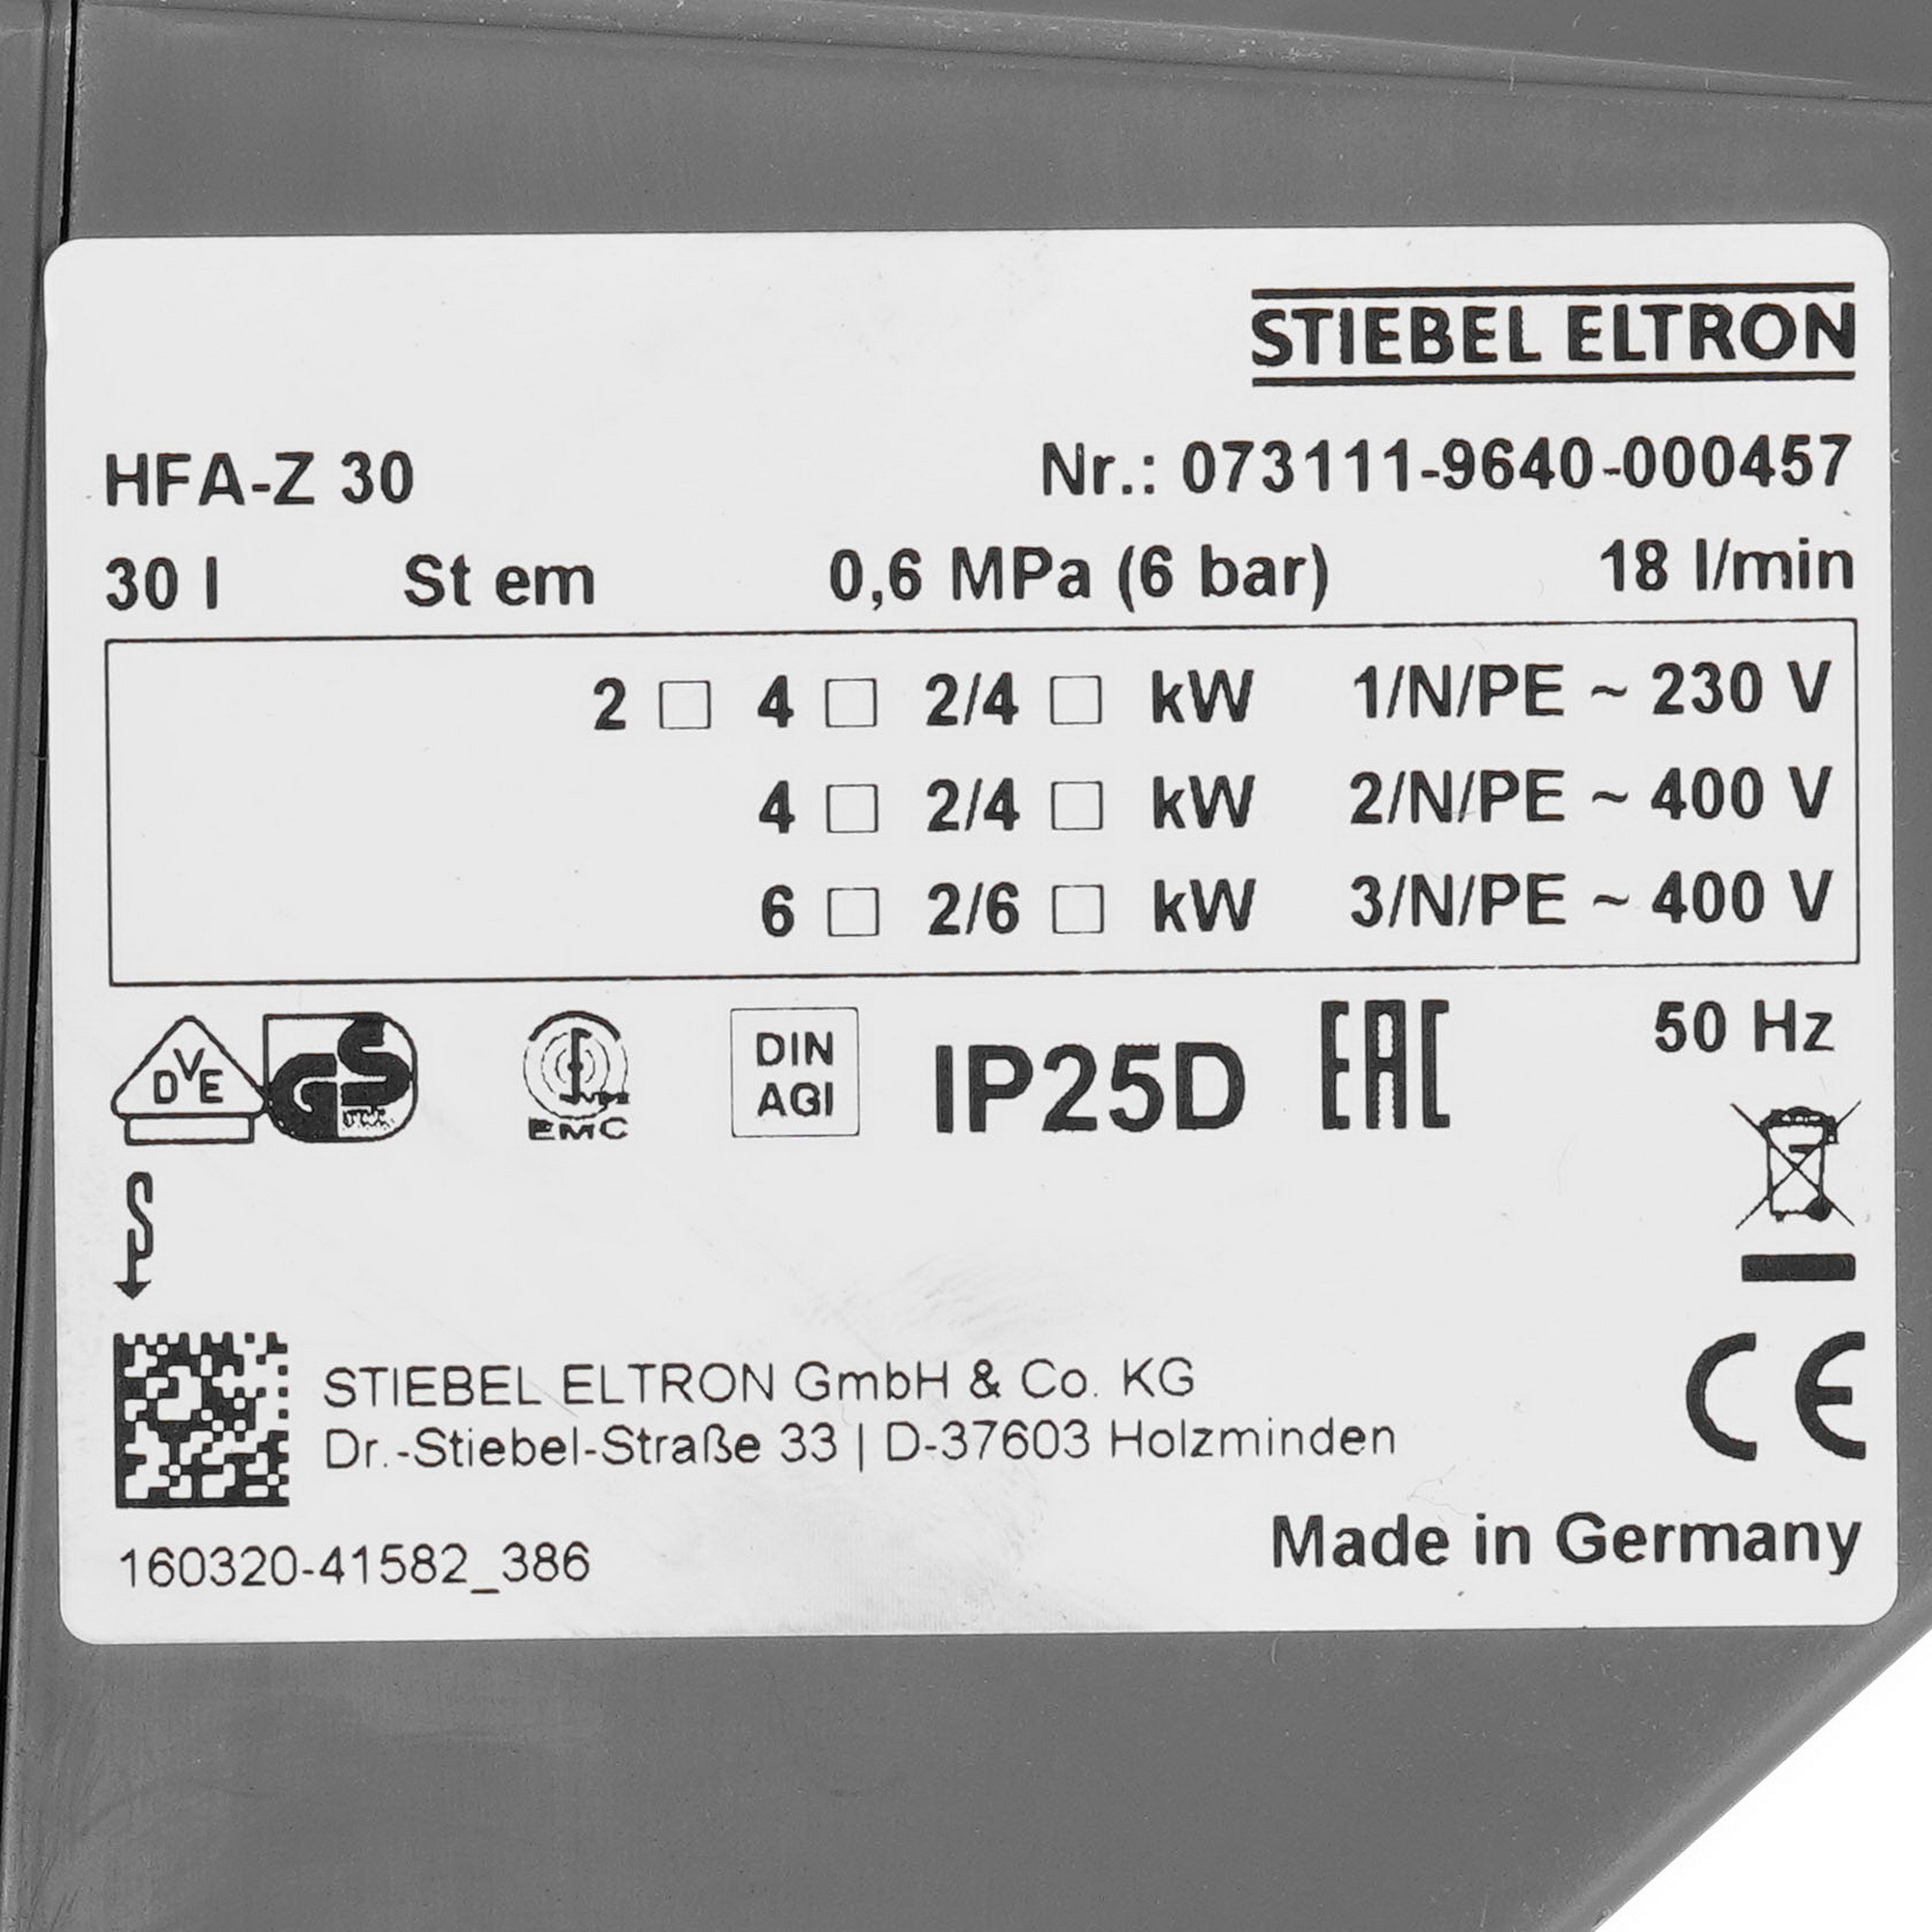 STIEBEL ELTRON
HFA-Z 30 Nr.: 073111-9640-000457
30 l St em 0,6 MPa (6 bar) 18 l/min
2 □ 4 □ 2/4 □ kW 1/N/PE ~ 230 V
4 □ 2/4 □ kW 2/N/PE ~ 400 V
6 □ 2/6 □ kW 3/N/PE ~ 400 V
DVE GS EMC DIN AGI IP25D EAC 50 Hz
CE
STIEBEL ELTRON GmbH & Co. KG
Dr.-Stiebel-Straße 33 | D-37603 Holzminden
Made in Germany
160320-41582_386